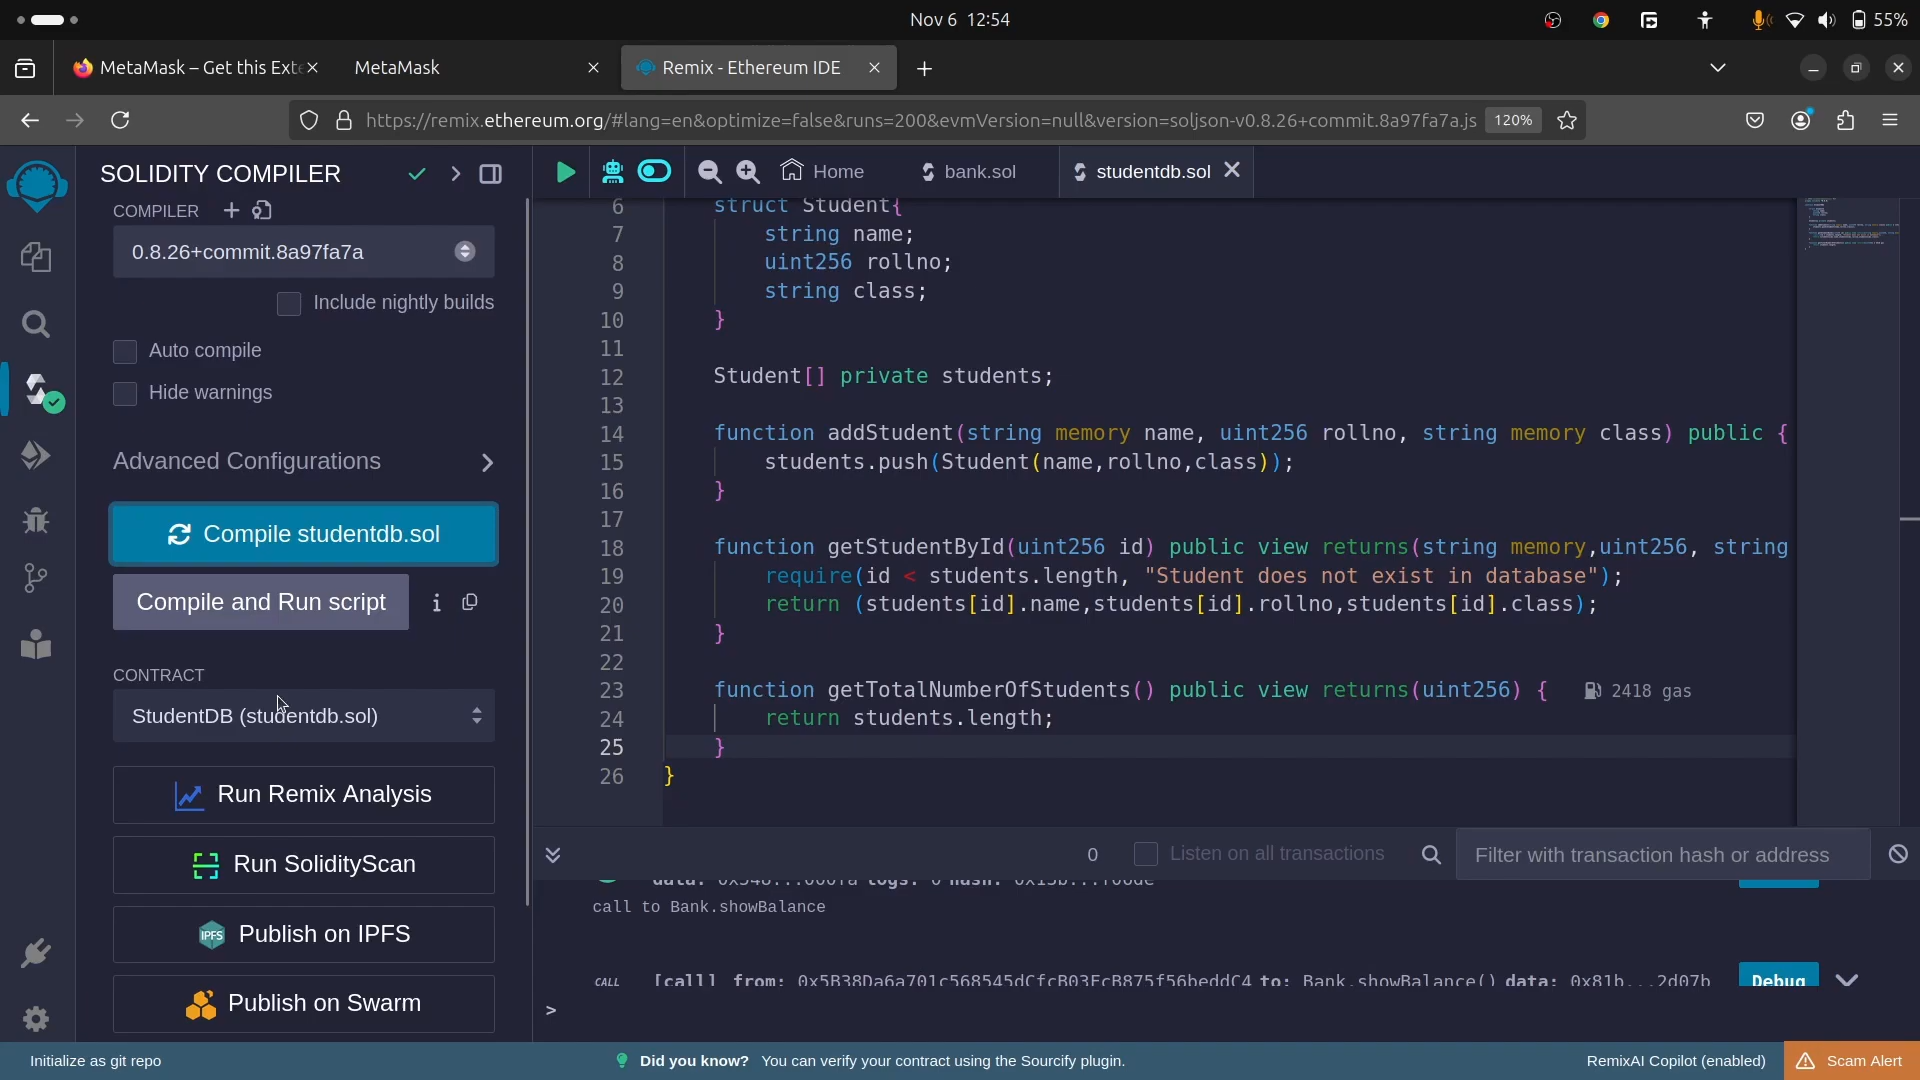 Nov 6 12:54
55%
MetaMask – Get this Exte
MetaMask
Remix - Ethereum IDE
https://remix.ethereum.org/#lang=en&optimize=false&runs=200&evmVersion=null&version=soljson-v0.8.26+commit.8a97fa7a.js
120%
SOLIDITY COMPILER
COMPILER
0.8.26+commit.8a97fa7a
Include nightly builds
Auto compile
Hide warnings
Advanced Configurations
Compile studentdb.sol
Compile and Run script
CONTRACT
StudentDB (studentdb.sol)
Run Remix Analysis
Run SolidityScan
IPFS
Publish on IPFS
Publish on Swarm
Home
bank.sol
studentdb.sol
6 struct Student{
7 string name;
8 uint256 rollno;
9 string class;
10 }
11
12 Student[] private students;
13
14 function addStudent(string memory name, uint256 rollno, string memory class) public {
15 students.push(Student(name,rollno,class));
16 }
17
18 function getStudentById(uint256 id) public view returns(string memory,uint256, string
19 require(id < students.length, "Student does not exist in database");
20 return (students[id].name,students[id].rollno,students[id].class);
21 }
22
23 function getTotalNumberOfStudents() public view returns(uint256) { 2418 gas
24 return students.length;
25 }
26 }
0
Listen on all transactions
Filter with transaction hash or address
call to Bank.showBalance
CALL
[call] from: 0x5B38Da6a701c568545dCfcB03FcB875f56beddC4 to: Bank.showBalance() data: 0x81b...2d07b
Debug
>
Initialize as git repo
Did you know? You can verify your contract using the Sourcify plugin.
RemixAI Copilot (enabled)
Scam Alert